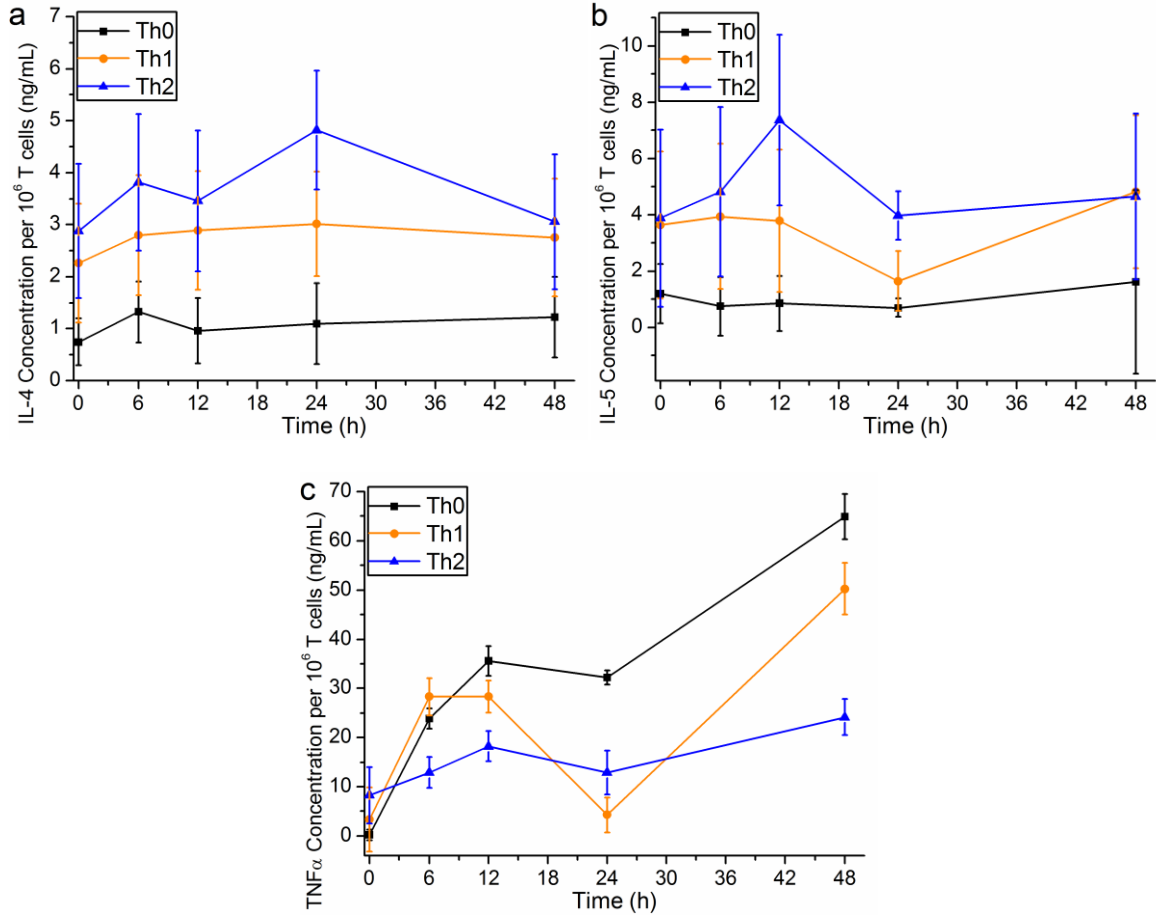 a
IL-4 Concentration per 10⁶ T cells (ng/mL)
7
6
5
4
3
2
1
0
Th0
Th1
Th2
0 6 12 18 24 30 36 42 48
Time (h)
b
IL-5 Concentration per 10⁶ T cells (ng/mL)
10
8
6
4
2
0
Th0
Th1
Th2
0 6 12 18 24 30 36 42 48
Time (h)
c
TNFα Concentration per 10⁶ T cells (ng/mL)
70
60
50
40
30
20
10
0
Th0
Th1
Th2
0 6 12 18 24 30 36 42 48
Time (h)